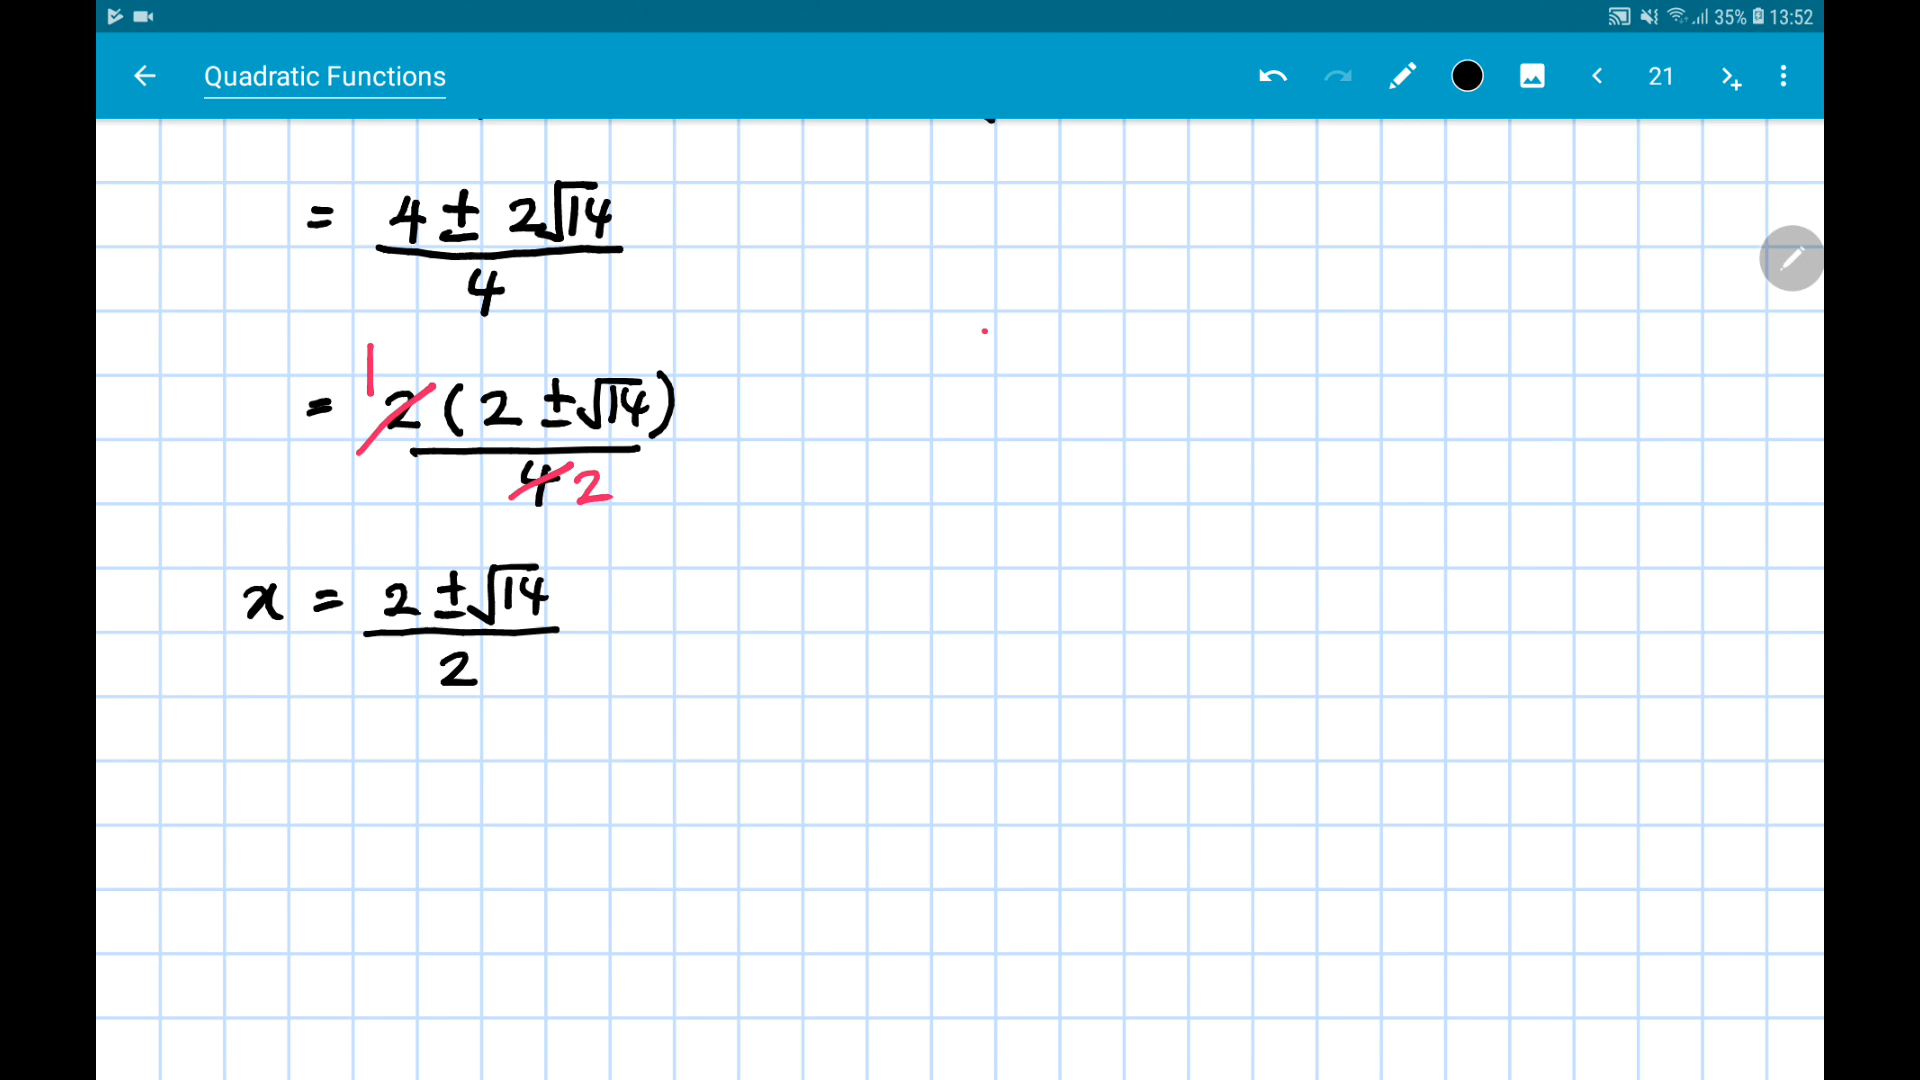 35% 13:52
Quadratic Functions 21
= 4 ± 2√14
4
1
= 2 ( 2 ± √14 )
4 2
x = 2 ± √14
2